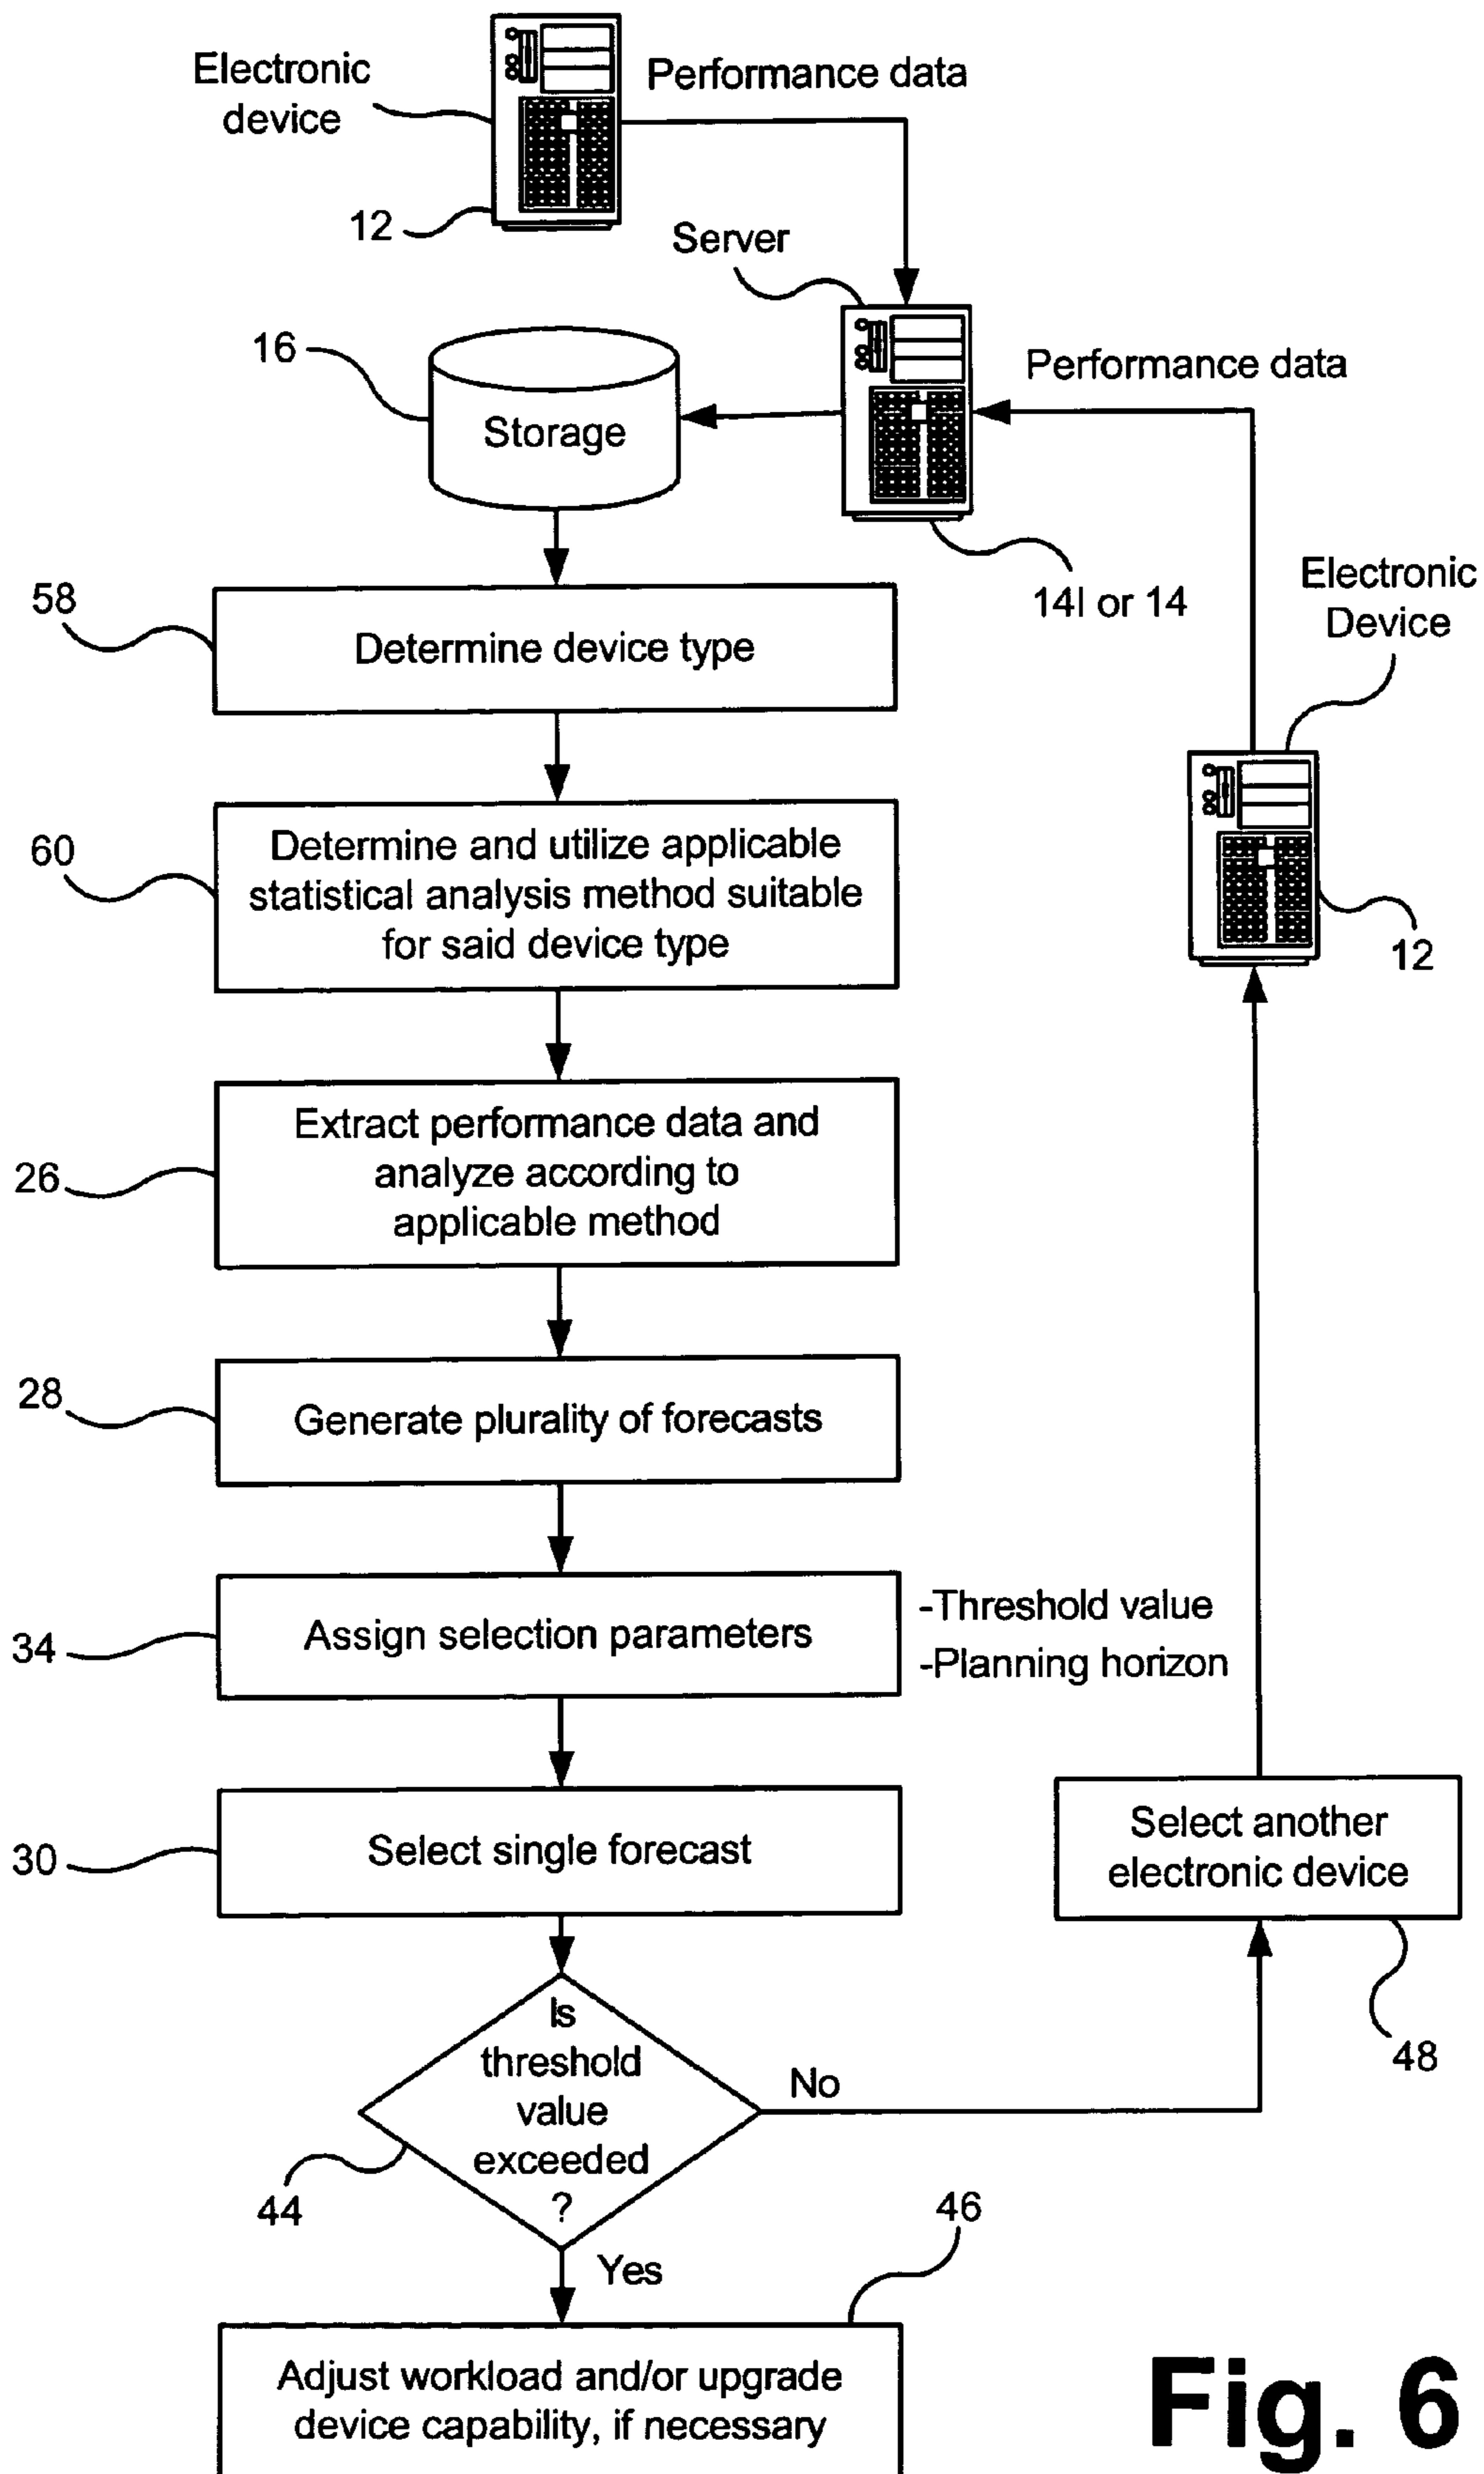 Electronic
device
Performance data
12
Server
16
Storage
Performance data
14I or 14
Electronic
Device
12
58
Determine device type
60
Determine and utilize applicable
statistical analysis method suitable
for said device type
26
Extract performance data and
analyze according to
applicable method
28
Generate plurality of forecasts
34
Assign selection parameters
-Threshold value
-Planning horizon
30
Select single forecast
Select another
electronic device
48
Is
threshold
value
exceeded
?
No
44
Yes
46
Adjust workload and/or upgrade
device capability, if necessary
Fig. 6